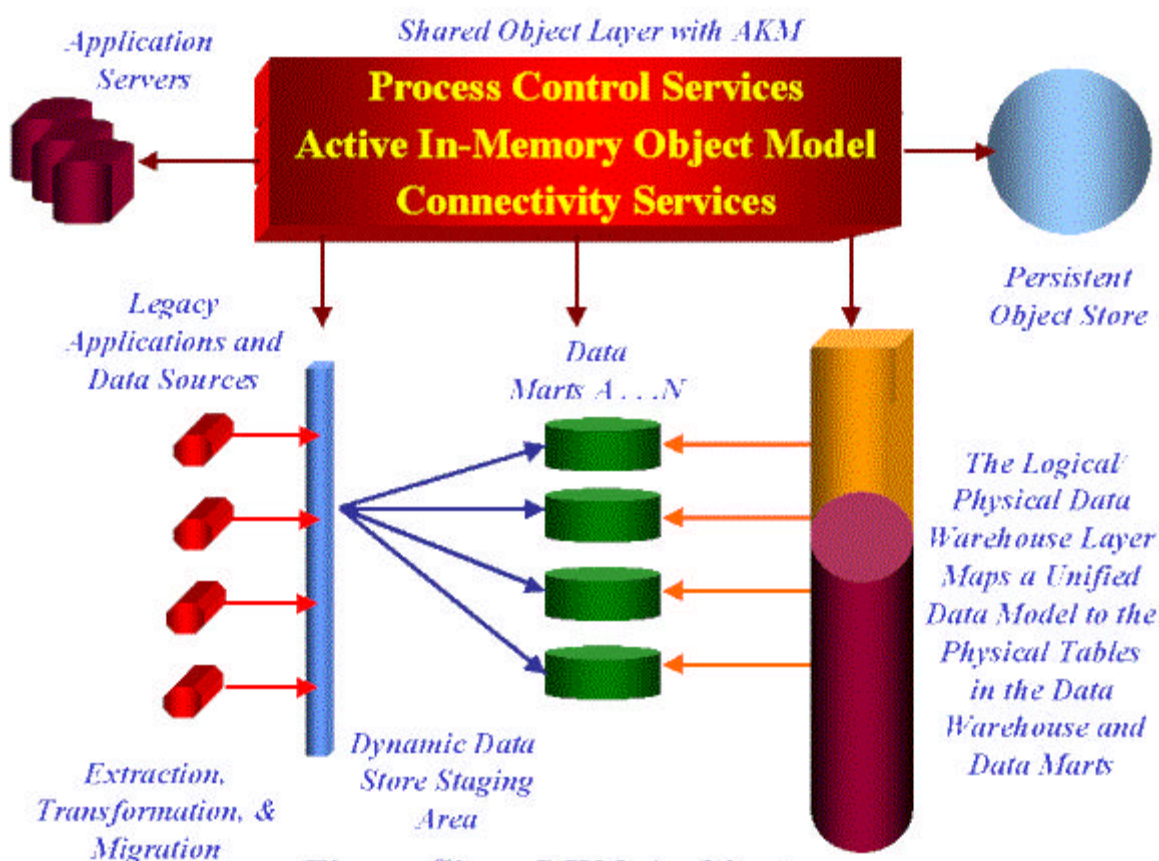 Application
Servers
Shared Object Layer with AKM
Process Control Services
Active In-Memory Object Model
Connectivity Services
Persistent
Object Store
Legacy
Applications and
Data Sources
Data
Marts A . . .N
The Logical/
Physical Data
Warehouse Layer
Maps a Unified
Data Model to the
Physical Tables
in the Data
Warehouse and
Data Marts
Dynamic Data
Store Staging
Area
Extraction,
Transformation, &
Migration